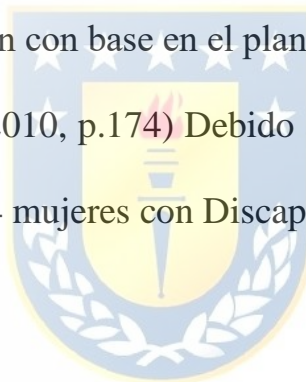 n con base en el plan
010, p.174) Debido
mujeres con Discap